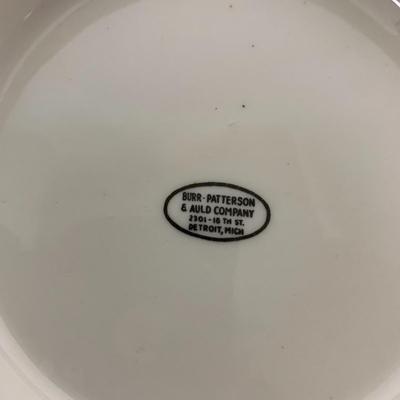 BURR-PATTERSON
& AULD COMPANY
2301-16 TH ST.
DETROIT, MICH